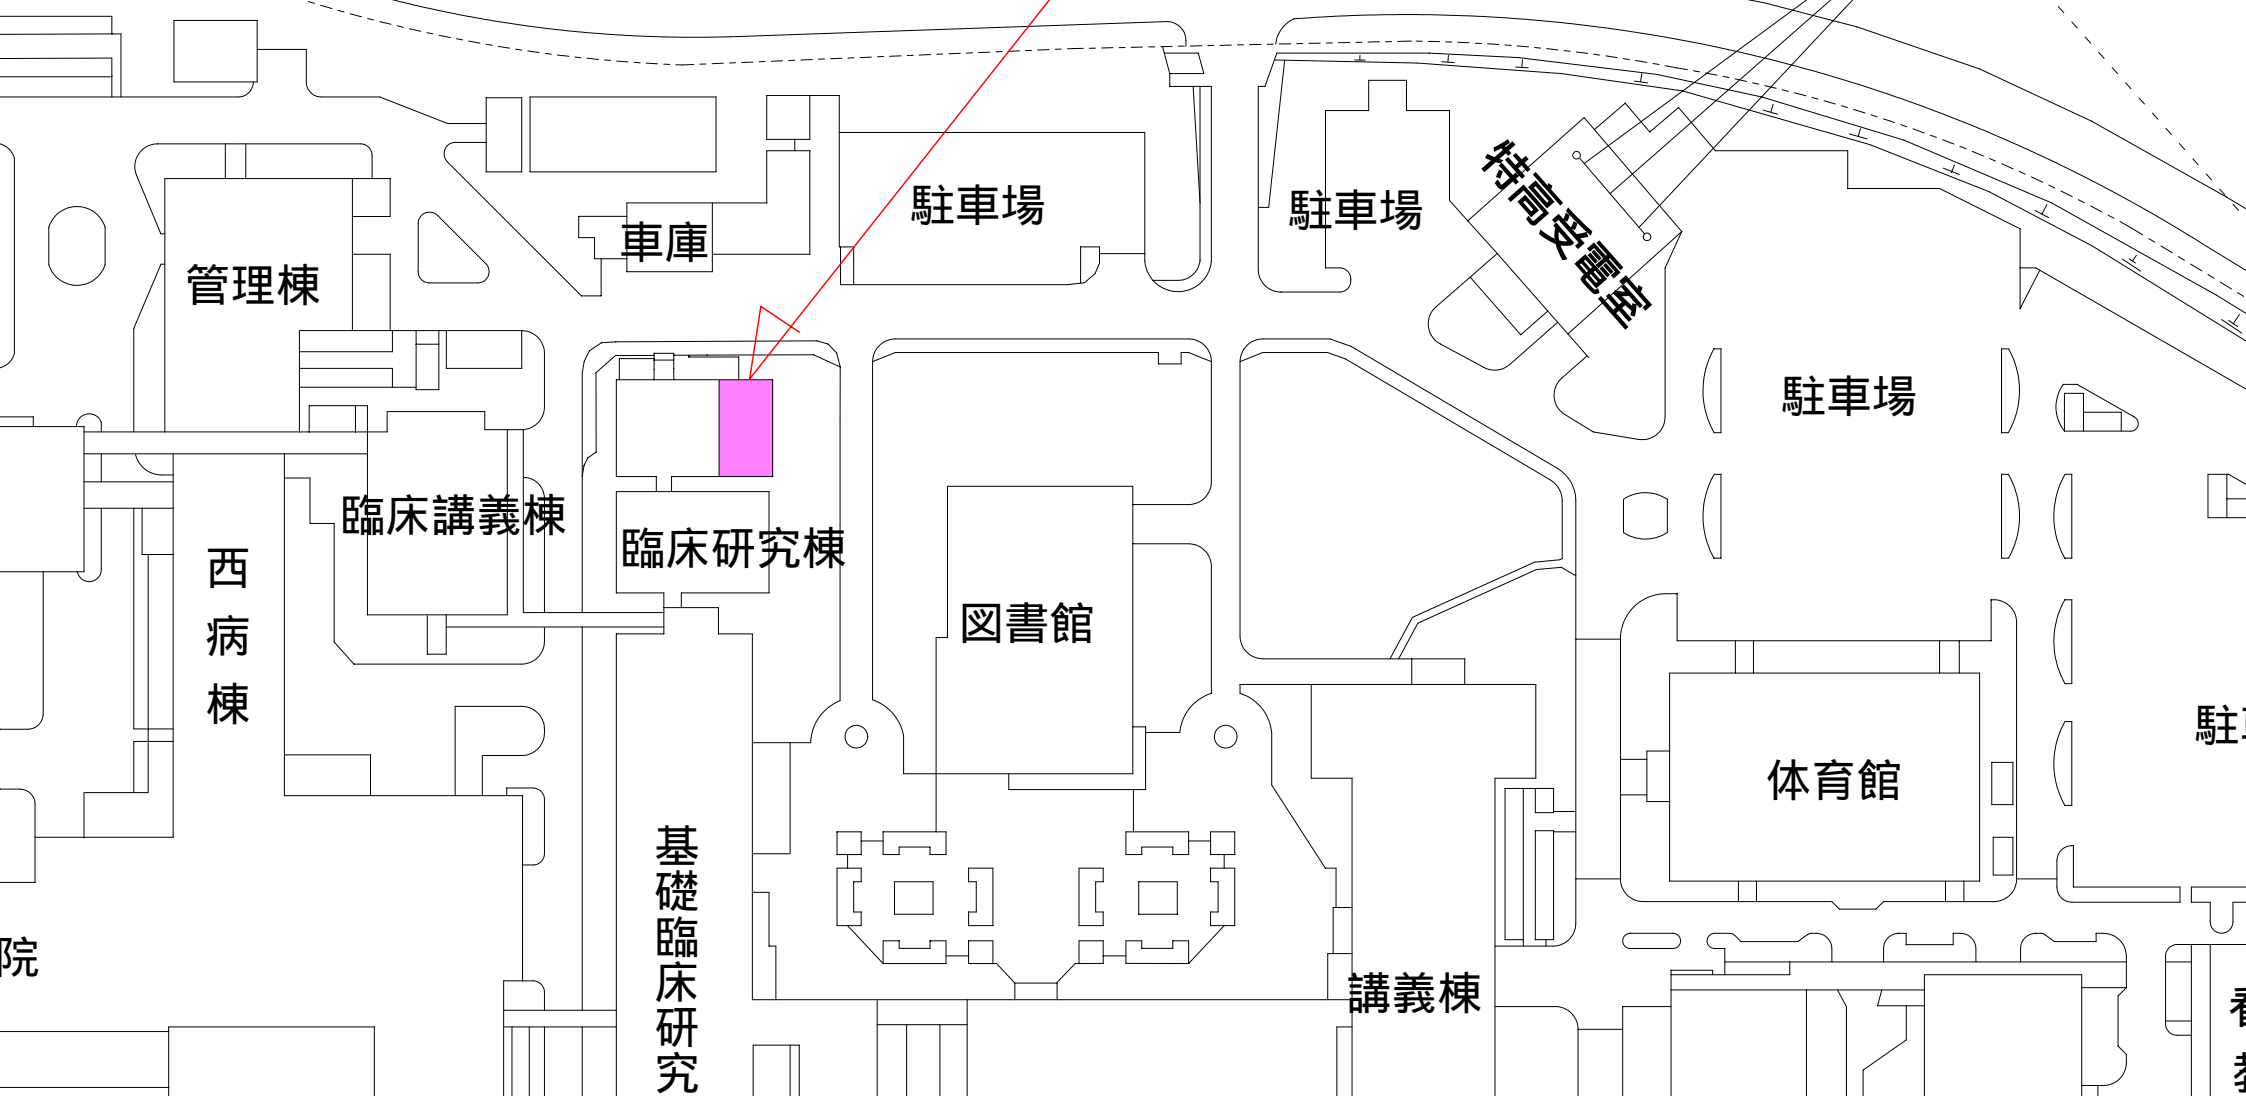 特高受電室
駐車場
駐車場
車庫
管理棟
駐車場
臨床講義棟
臨床研究棟
西病棟
図書館
駐
体育館
基礎臨床研究
院
講義棟